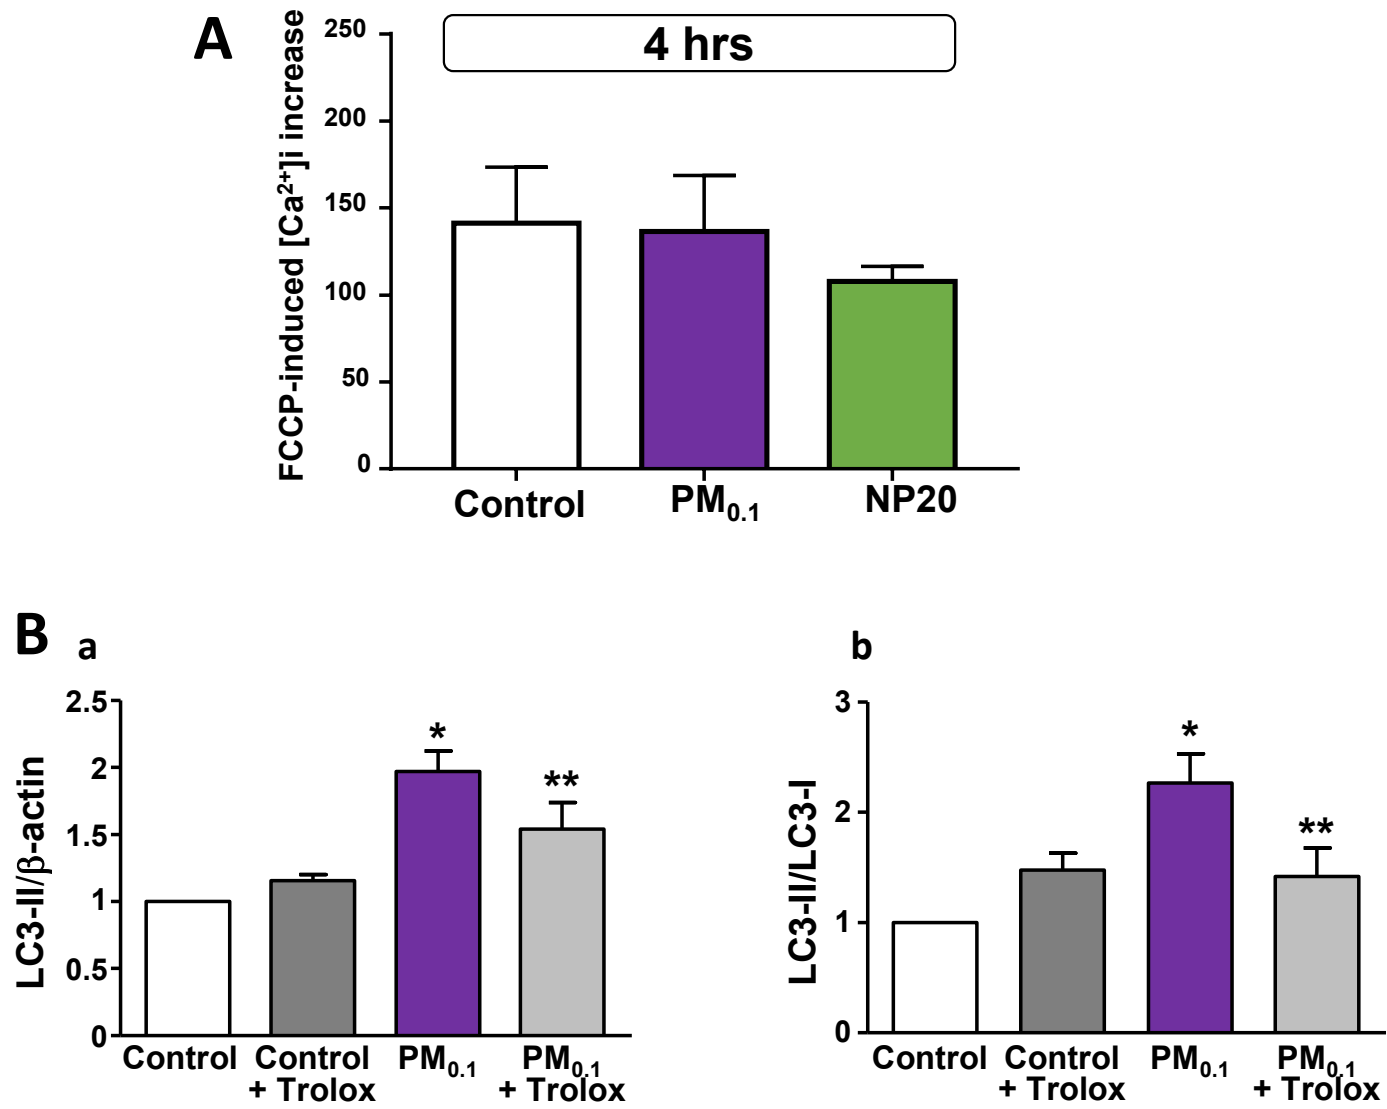 A
4 hrs
FCCP-induced [Ca²⁺]i increase
250
200
150
100
50
0
Control
PM₀.₁
NP20
B
a
LC3-II/β-actin
2.5
2
1.5
1
0.5
0
*
**
Control
Control
+ Trolox
PM₀.₁
PM₀.₁
+ Trolox
b
LC3-II/LC3-I
3
2
1
0
*
**
Control
Control
+ Trolox
PM₀.₁
PM₀.₁
+ Trolox